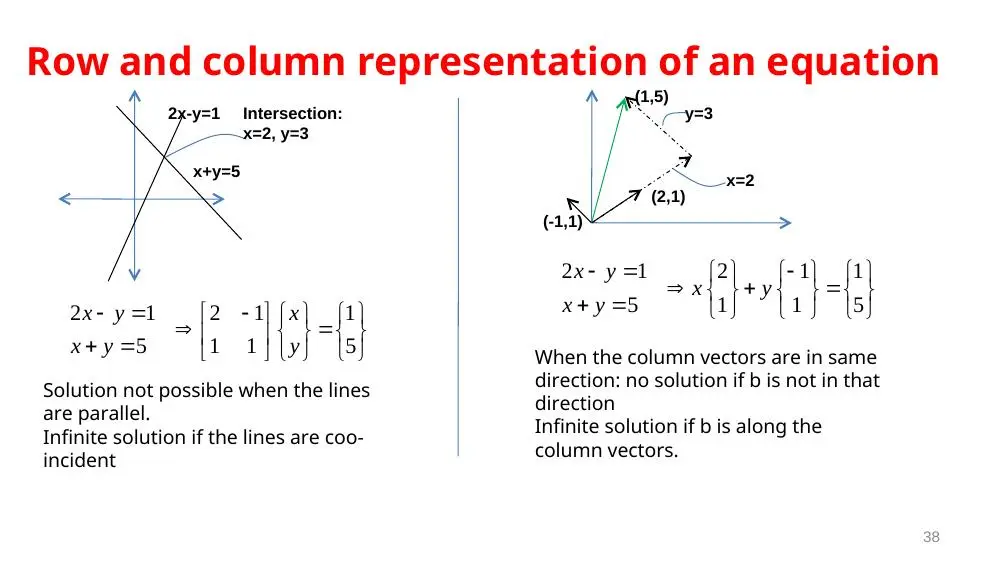 Row and column representation of an equation
2x-y=1
Intersection:
x=2, y=3
x+y=5
2x - y = 1
x + y = 5
⇒ [2 -1; 1 1] {x; y} = {1; 5}
Solution not possible when the lines
are parallel.
Infinite solution if the lines are coo-
incident
(1,5)
y=3
x=2
(2,1)
(-1,1)
2x - y = 1
x + y = 5
⇒ x {2; 1} + y {-1; 1} = {1; 5}
When the column vectors are in same
direction: no solution if b is not in that
direction
Infinite solution if b is along the
column vectors.
38